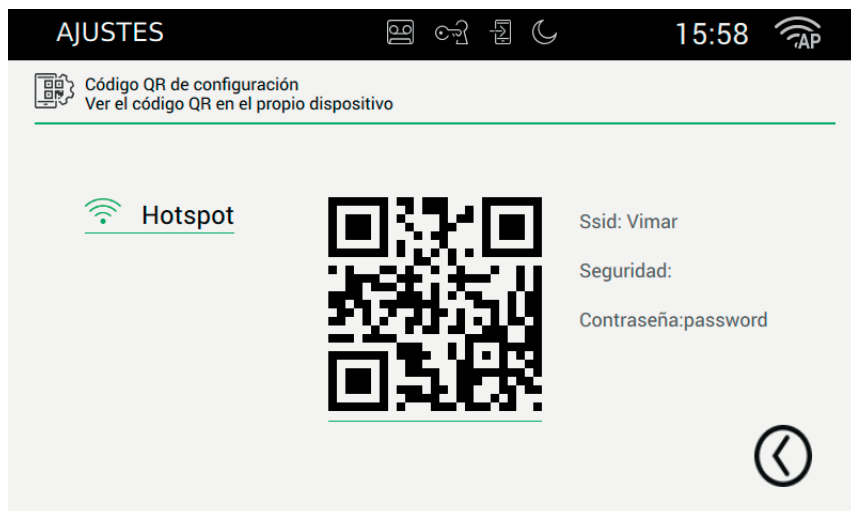 AJUSTES
15:58
AP
Código QR de configuración
Ver el código QR en el propio dispositivo
Hotspot
Ssid: Vimar
Seguridad:
Contraseña:password